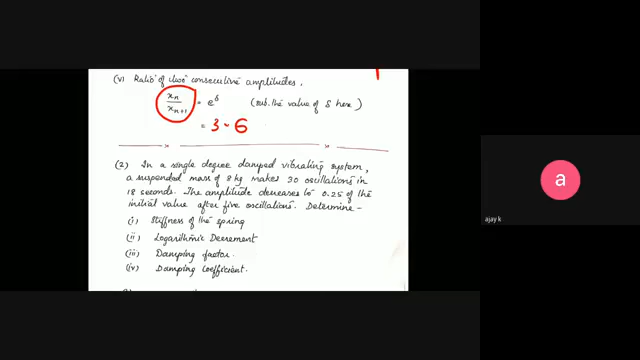 (v) Ratio of two consecutive amplitudes.
xn / xn+1 = e^δ (sub. the value of δ here)
= 3.6
(2) In a single degree damped vibrating system,
a suspended mass of 8 kg makes 30 oscillations in
18 seconds. The amplitude decreases to 0.25 of the
initial value after five oscillations. Determine -
(i) Stiffness of the spring
(ii) Logarithmic Decrement
(iii) Damping factor.
(iv) Damping Coefficient.
a
ajay k